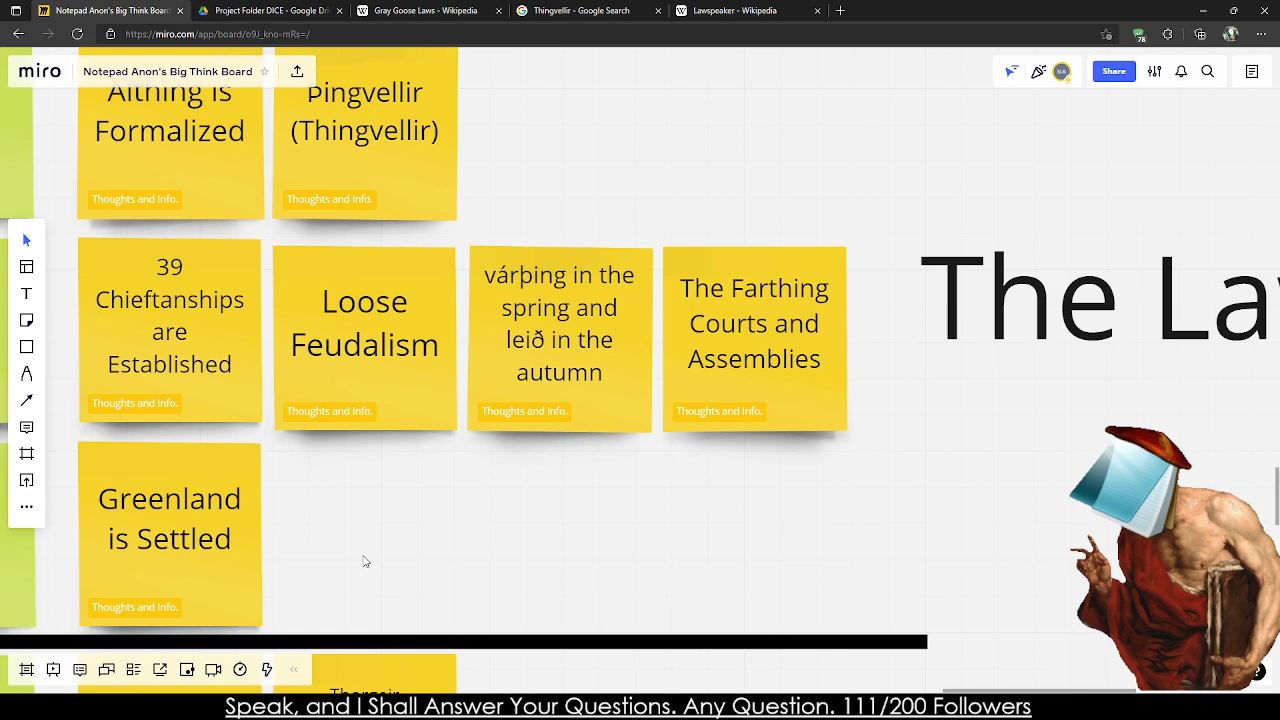 Notepad Anon's Big Think Board
Project Folder DICE - Google Dri
Gray Goose Laws - Wikipedia
Thingvellir - Google Search
Lawspeaker - Wikipedia
https://miro.com/app/board/o9J_kno-mRs=/
miro
Notepad Anon's Big Think Board
NA
Share
Althing is
Formalized
Thoughts and Info.
Þingvellir
(Thingvellir)
Thoughts and Info.
39
Chieftanships
are
Established
Thoughts and Info.
Loose
Feudalism
Thoughts and Info.
várþing in the
spring and
leið in the
autumn
Thoughts and Info.
The Farthing
Courts and
Assemblies
Thoughts and Info.
The La
Greenland
is Settled
Thoughts and Info.
Speak, and I Shall Answer Your Questions. Any Question. 111/200 Followers